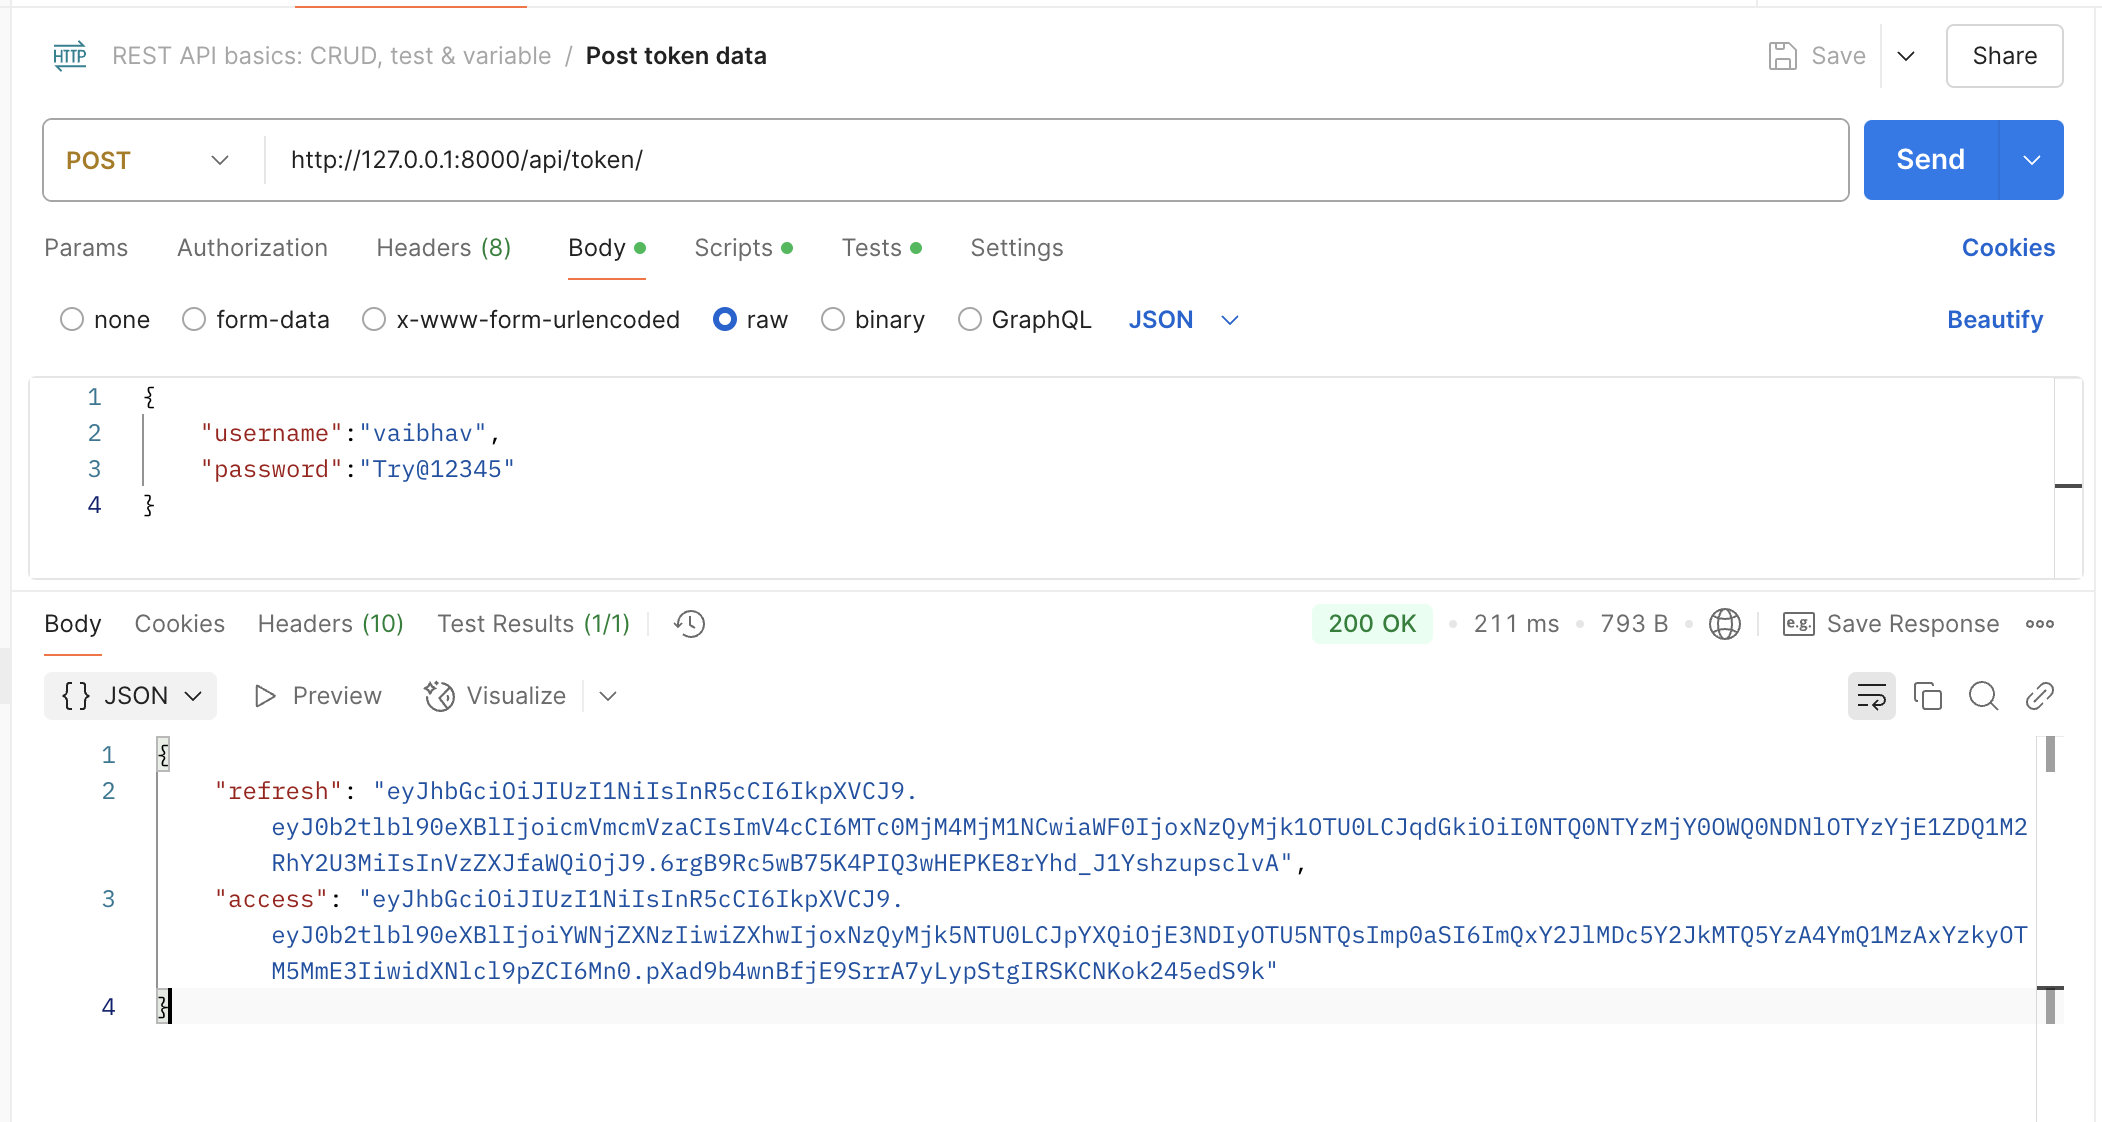 HTTP REST API basics: CRUD, test & variable / Post token data Save Share
POST http://127.0.0.1:8000/api/token/ Send
Params Authorization Headers (8) Body Scripts Tests Settings Cookies
none form-data x-www-form-urlencoded raw binary GraphQL JSON Beautify
1 {
2 "username":"vaibhav",
3 "password":"Try@12345"
4 }
Body Cookies Headers (10) Test Results (1/1) 200 OK • 211 ms • 793 B • e.g. Save Response
{} JSON Preview Visualize
1 {
2 "refresh": "eyJhbGciOiJIUzI1NiIsInR5cCI6IkpXVCJ9.
eyJ0b2tlbl90eXBlIjoicmVmcmVzaCIsImV4cCI6MTc0MjM4MjM1NCwiaWF0IjoxNzQyMjk1OTU0LCJqdGkiOiI0NTQ0NTYzMjY0OWQ0NDNlOTYzYjE1ZDQ1M2
RhY2U3MiIsInVzZXJfaWQiOjJ9.6rgB9Rc5wB75K4PIQ3wHEPKE8rYhd_J1YshzupsclvA",
3 "access": "eyJhbGciOiJIUzI1NiIsInR5cCI6IkpXVCJ9.
eyJ0b2tlbl90eXBlIjoiYWNjZXNzIiwiZXhwIjoxNzQyMjk5NTU0LCJpYXQiOjE3NDIyOTU5NTQsImp0aSI6ImQxY2JlMDc5Y2JkMTQ5YzA4YmQ1MzAxYzkyOT
M5MmE3IiwidXNlcl9pZCI6Mn0.pXad9b4wnBfjE9SrrA7yLypStgIRSKCNKok245edS9k"
4 }